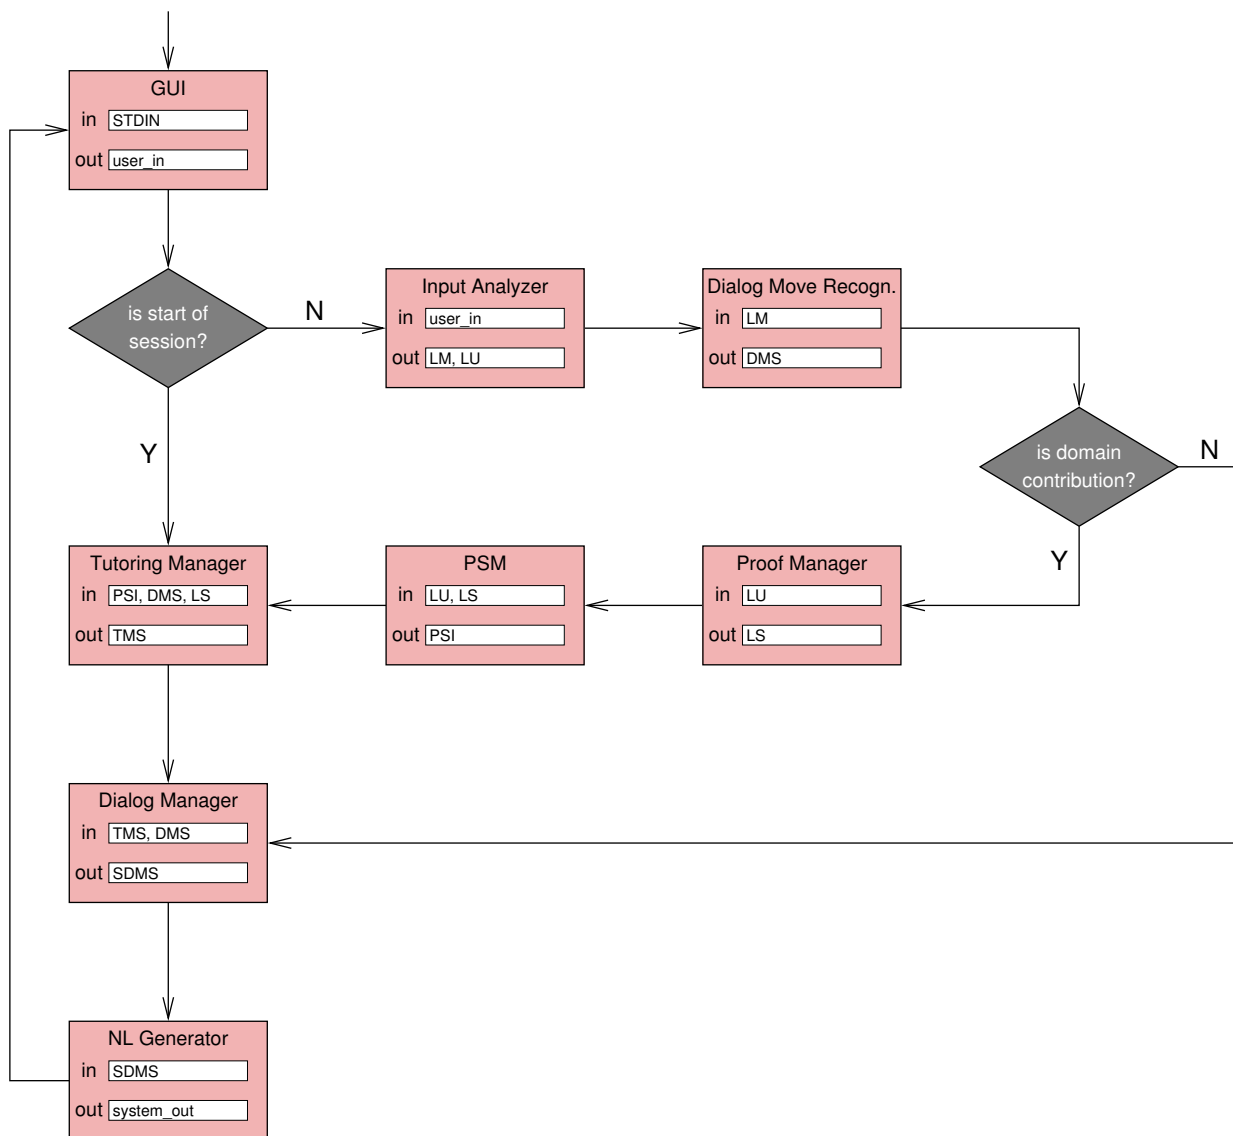 GUI
in STDIN
out user_in
is start of
session?
N
Input Analyzer
in user_in
out LM, LU
Dialog Move Recogn.
in LM
out DMS
is domain
contribution?
N
Y
Y
Tutoring Manager
in PSI, DMS, LS
out TMS
PSM
in LU, LS
out PSI
Proof Manager
in LU
out LS
Dialog Manager
in TMS, DMS
out SDMS
NL Generator
in SDMS
out system_out